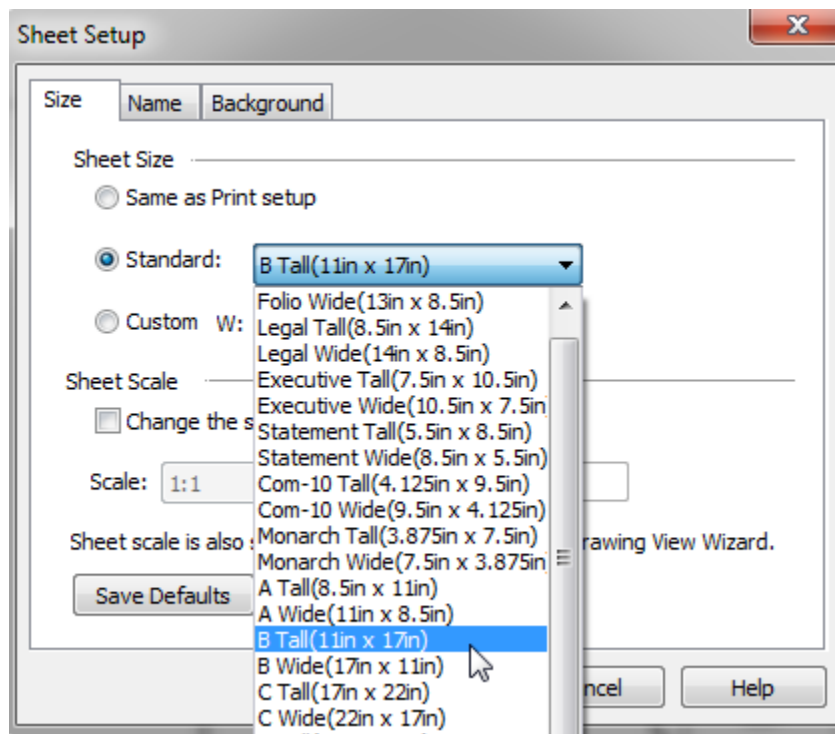 Sheet Setup
Size Name Background
Sheet Size
Same as Print setup
Standard: B Tall(11in x 17in)
Folio Wide(13in x 8.5in)
Custom W:
Legal Tall(8.5in x 14in)
Legal Wide(14in x 8.5in)
Sheet Scale
Executive Tall(7.5in x 10.5in)
Executive Wide(10.5in x 7.5in
Change the s
Statement Tall(5.5in x 8.5in)
Statement Wide(8.5in x 5.5in)
Scale: 1:1
Com-10 Tall(4.125in x 9.5in)
Com-10 Wide(9.5in x 4.125in)
Sheet scale is also
Monarch Tall(3.875in x 7.5in)
rawing View Wizard.
Monarch Wide(7.5in x 3.875in
Save Defaults
A Tall(8.5in x 11in)
A Wide(11in x 8.5in)
B Tall(11in x 17in)
B Wide(17in x 11in)
C Tall(17in x 22in)
C Wide(22in x 17in)
ncel Help